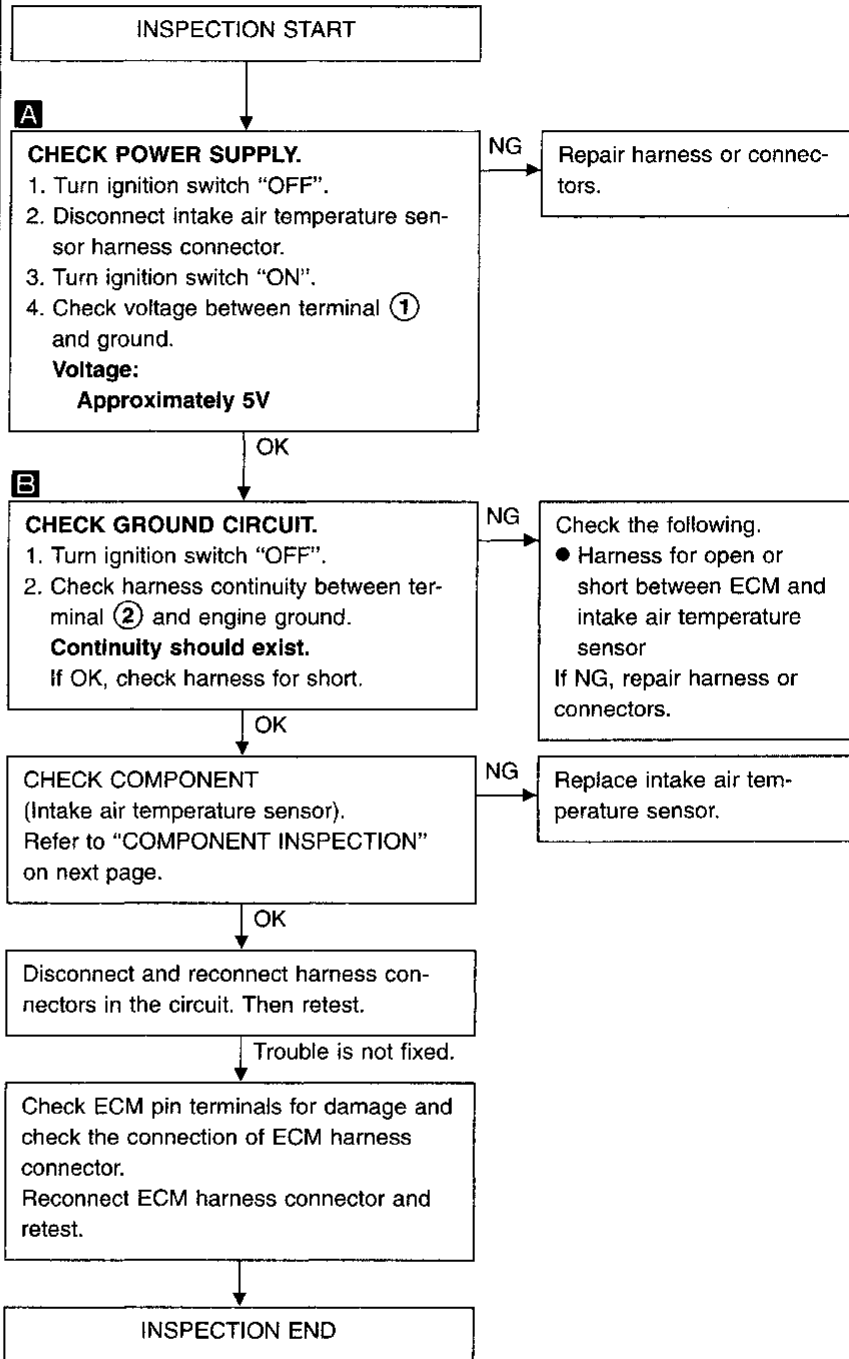 INSPECTION START
A
CHECK POWER SUPPLY.
1. Turn ignition switch “OFF”.
2. Disconnect intake air temperature sen-
sor harness connector.
3. Turn ignition switch “ON”.
4. Check voltage between terminal ①
and ground.
Voltage:
Approximately 5V
NG
Repair harness or connec-
tors.
OK
B
CHECK GROUND CIRCUIT.
1. Turn ignition switch “OFF”.
2. Check harness continuity between ter-
minal ② and engine ground.
Continuity should exist.
If OK, check harness for short.
NG
Check the following.
● Harness for open or
short between ECM and
intake air temperature
sensor
If NG, repair harness or
connectors.
OK
CHECK COMPONENT
(Intake air temperature sensor).
Refer to “COMPONENT INSPECTION”
on next page.
NG
Replace intake air tem-
perature sensor.
OK
Disconnect and reconnect harness con-
nectors in the circuit. Then retest.
Trouble is not fixed.
Check ECM pin terminals for damage and
check the connection of ECM harness
connector.
Reconnect ECM harness connector and
retest.
INSPECTION END